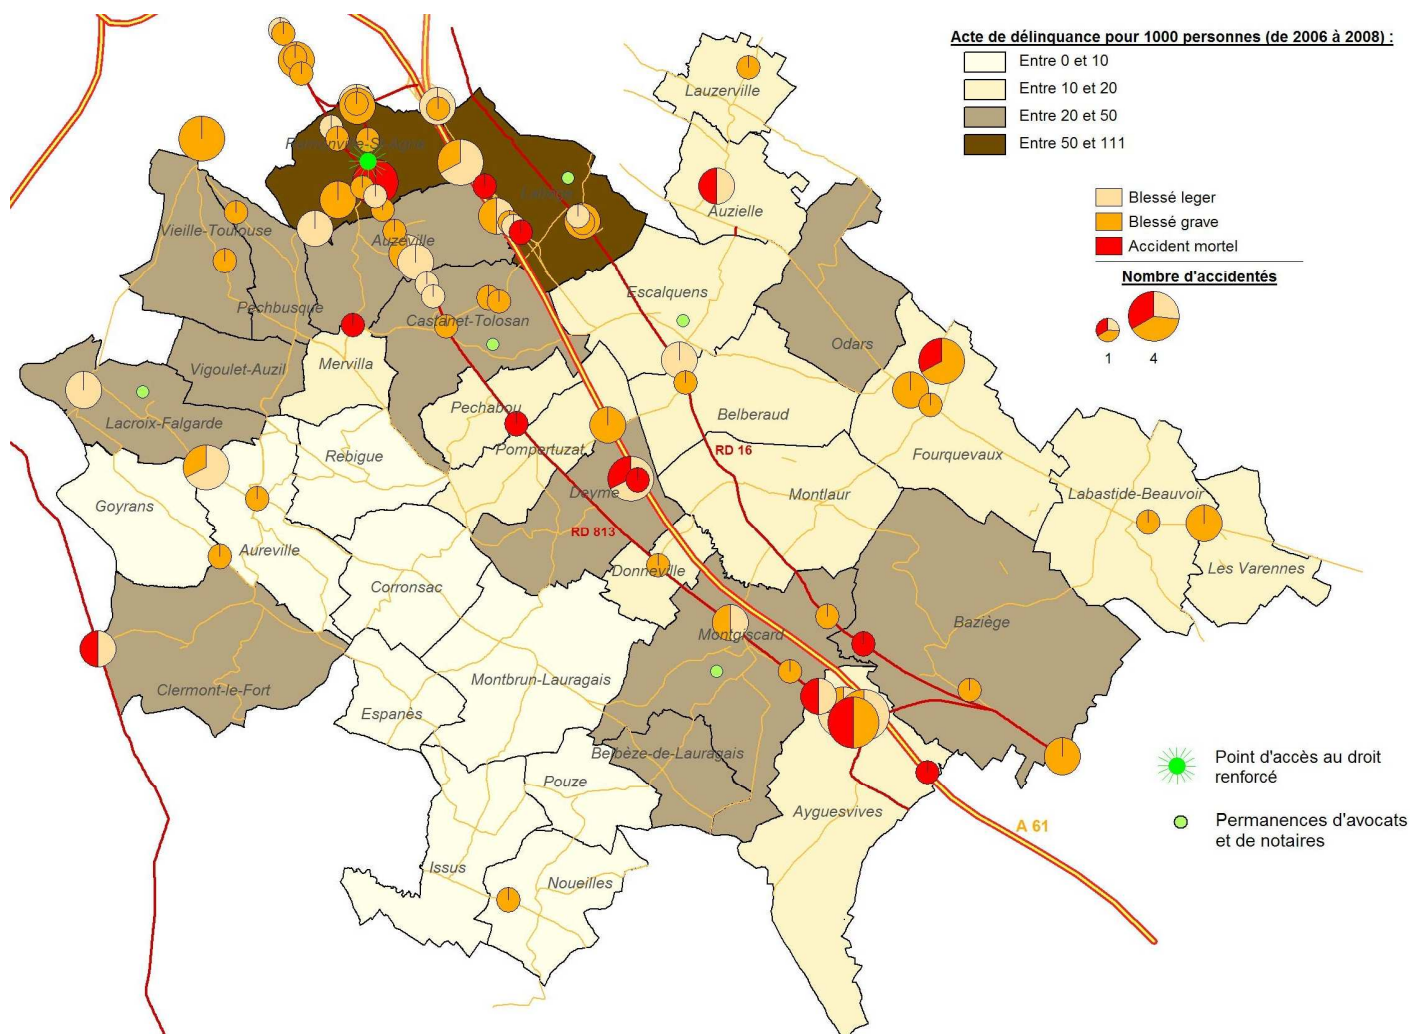 Acte de délinquance pour 1000 personnes (de 2006 à 2008) :
Entre 0 et 10
Entre 10 et 20
Entre 20 et 50
Entre 50 et 111
Blessé leger
Blessé grave
Accident mortel
Nombre d'accidentés
1
4
Lauzerville
Auzielle
Vieille-Toulouse
Auzeville
Pechbusque
Escalquens
Castanet-Tolosan
Odars
Mervilla
Vigoulet-Auzil
Pechabou
Belberaud
Lacroix-Falgarde
Pompertuzat
RD 16
Fourquevaux
Rebigue
Deyme
Montlaur
Labastide-Beauvoir
Goyrans
RD 813
Aureville
Donneville
Les Varennes
Corronsac
Baziège
Montgiscard
Montbrun-Lauragais
Clermont-le-Fort
Espanès
Belbèze-de-Lauragais
Pouze
Ayguesvives
A 61
Issus
Noueilles
Point d'accès au droit
renforcé
Permanences d'avocats
et de notaires